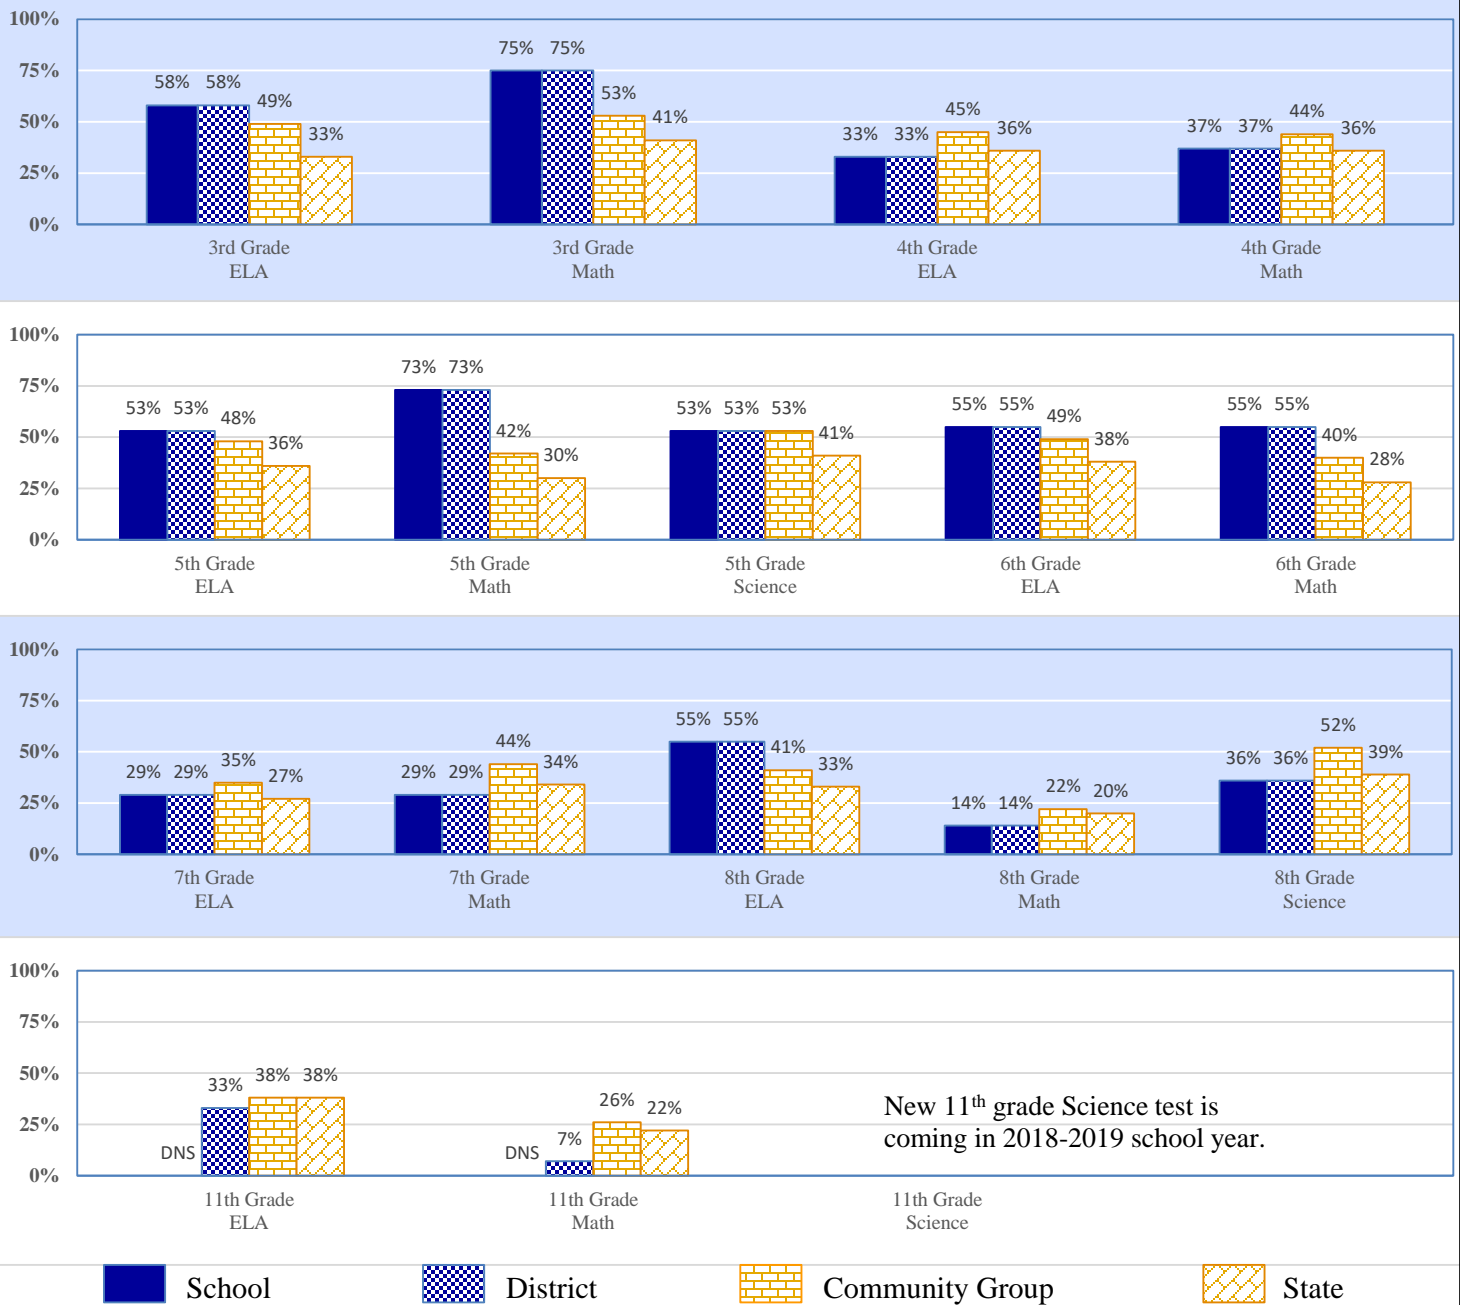 100%
75%
50%
25%
0%
58% 58% 49% 33%
75% 75% 53% 41%
33% 33% 45% 36%
37% 37% 44% 36%
3rd Grade
ELA
3rd Grade
Math
4th Grade
ELA
4th Grade
Math
100%
75%
50%
25%
0%
53% 53% 48% 36%
73% 73% 42% 30%
53% 53% 53% 41%
55% 55% 49% 38%
55% 55% 40% 28%
5th Grade
ELA
5th Grade
Math
5th Grade
Science
6th Grade
ELA
6th Grade
Math
100%
75%
50%
25%
0%
29% 29% 35% 27%
29% 29% 44% 34%
55% 55% 41% 33%
14% 14% 22% 20%
36% 36% 52% 39%
7th Grade
ELA
7th Grade
Math
8th Grade
ELA
8th Grade
Math
8th Grade
Science
100%
75%
50%
25%
0%
DNS 33% 38% 38%
DNS 7% 26% 22%
New 11th grade Science test is
coming in 2018-2019 school year.
11th Grade
ELA
11th Grade
Math
11th Grade
Science
School District Community Group State